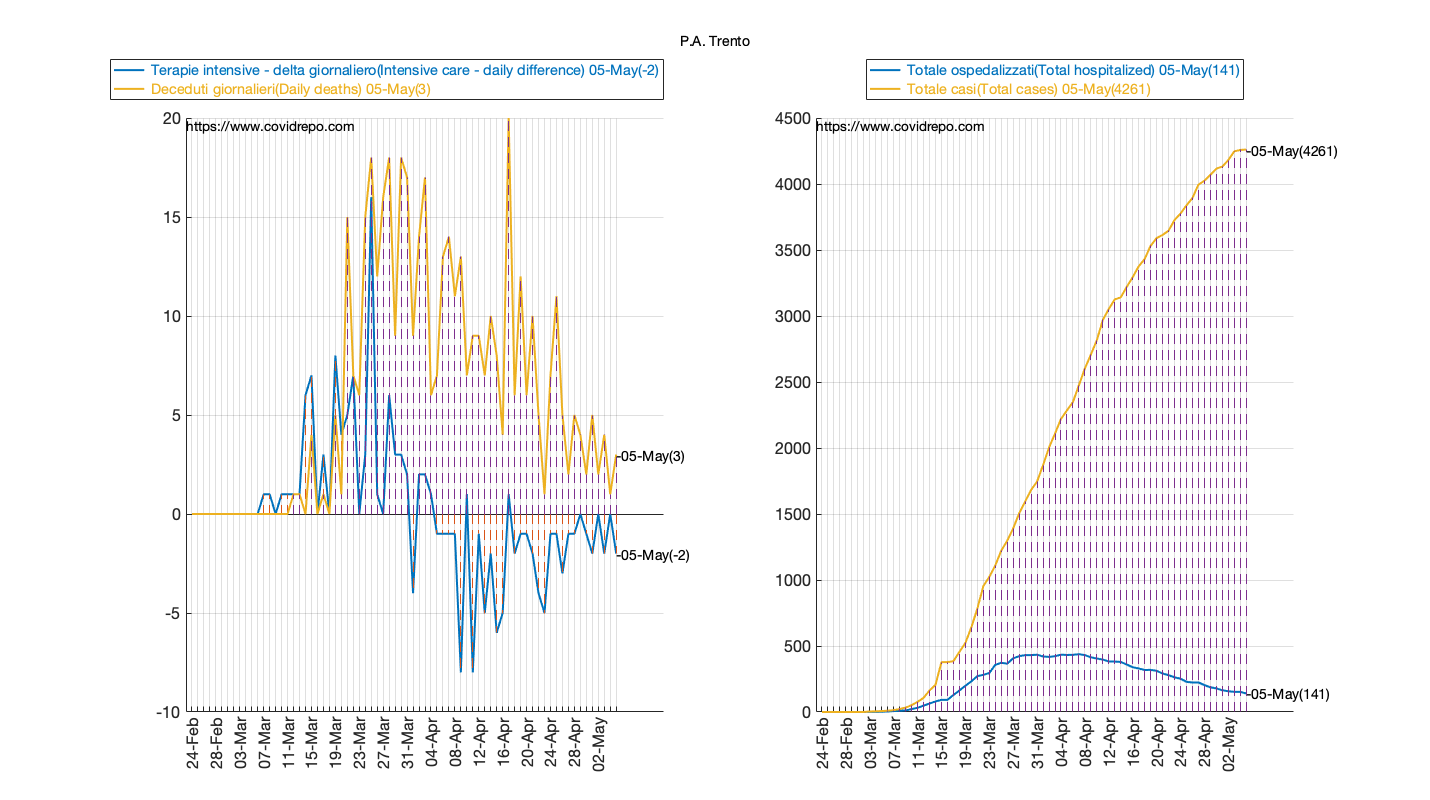 P.A. Trento
Terapie intensive - delta giornaliero(Intensive care - daily difference) 05-May(-2)
Deceduti giornalieri(Daily deaths) 05-May(3)
https://www.covidrepo.com
20
15
10
5
0
-5
-10
-05-May(3)
-05-May(-2)
24-Feb
28-Feb
03-Mar
07-Mar
11-Mar
15-Mar
19-Mar
23-Mar
27-Mar
31-Mar
04-Apr
08-Apr
12-Apr
16-Apr
20-Apr
24-Apr
28-Apr
02-May
Totale ospedalizzati(Total hospitalized) 05-May(141)
Totale casi(Total cases) 05-May(4261)
https://www.covidrepo.com
4500
4000
3500
3000
2500
2000
1500
1000
500
0
-05-May(4261)
-05-May(141)
24-Feb
28-Feb
03-Mar
07-Mar
11-Mar
15-Mar
19-Mar
23-Mar
27-Mar
31-Mar
04-Apr
08-Apr
12-Apr
16-Apr
20-Apr
24-Apr
28-Apr
02-May